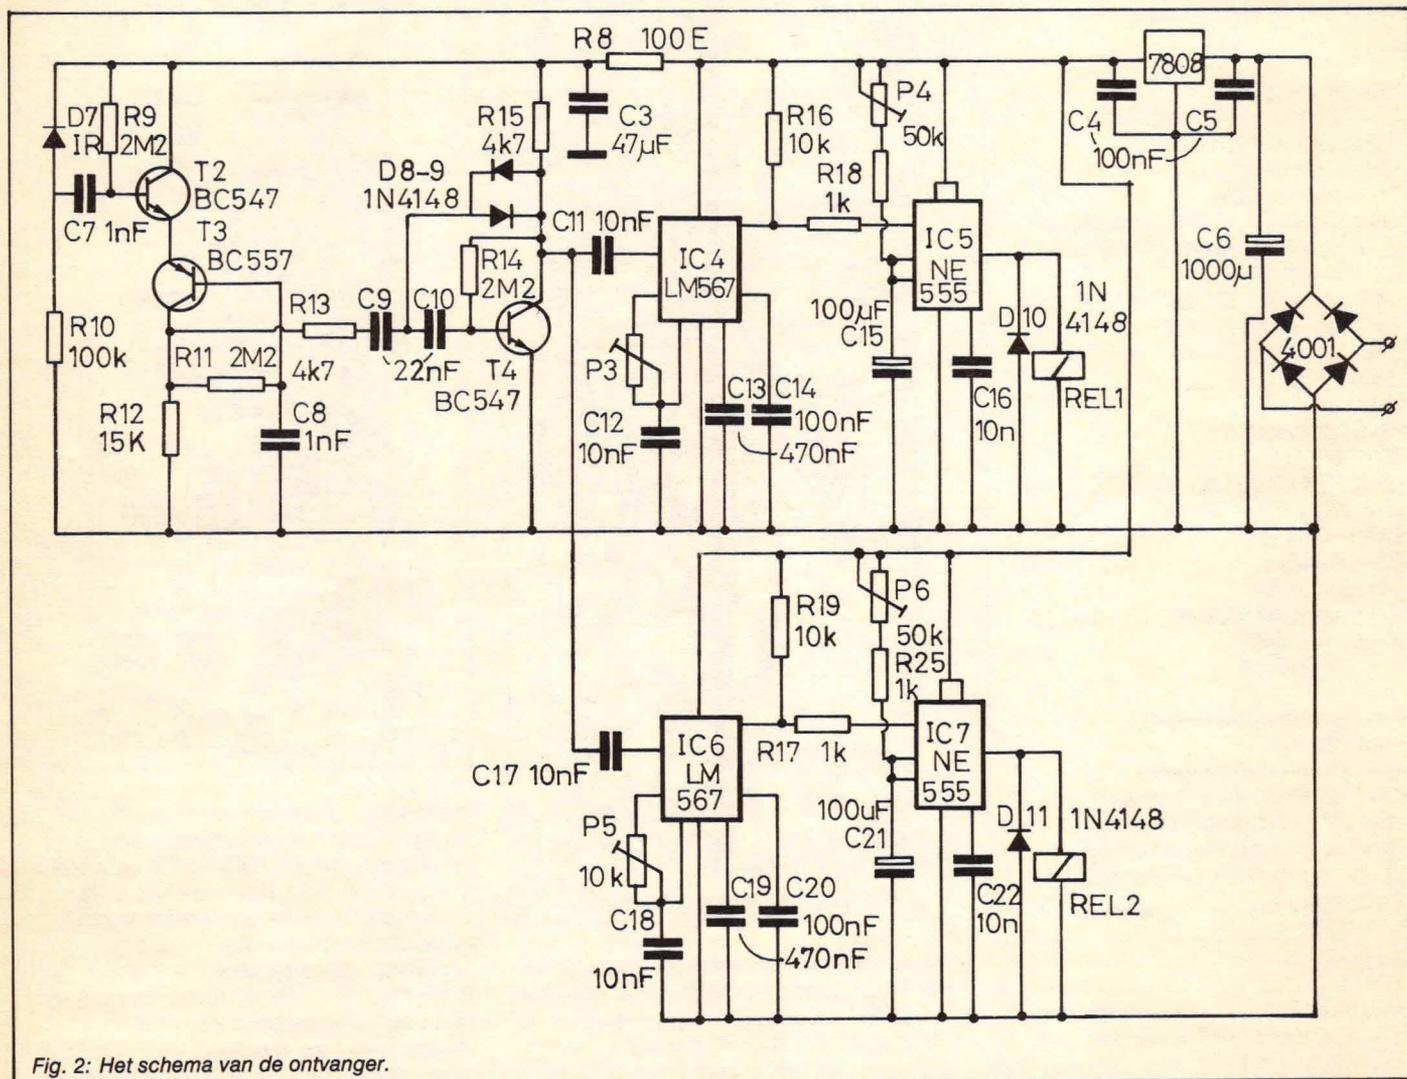 R8 100E
7808
D7
IR
R9
2M2
R15
4k7
C3
47µF
R16
10k
P4
50k
C4
C5
100nF
T2
BC547
D8-9
1N4148
R18
1k
C7 1nF
T3
BC557
C11 10nF
IC4
LM567
IC5
NE
555
C6
1000µ
R14
2M2
R13
C9
C10
100µF
C15
D10
1N
4148
R10
100k
R11
2M2
4k7
22nF
T4
BC547
P3
4001
REL1
R12
15K
C8
1nF
C12
10nF
C13
C14
100nF
470nF
C16
10n
R19
10k
P6
50k
R25
1k
C17 10nF
IC6
LM
567
R17
1k
IC7
NE
555
P5
10k
100uF
C21
D11
1N4148
C18
10nF
C19
C20
100nF
470nF
C22
10n
REL2
Fig. 2: Het schema van de ontvanger.